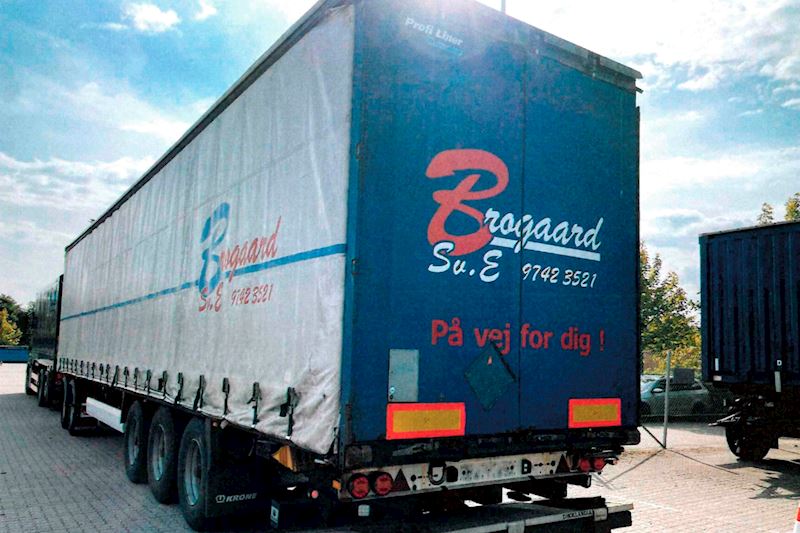 Profi Liner
Brogaard
Sv.E 9742 3521
På vej for dig !
Brogaard
Sv.E 9742 3521
KRONE